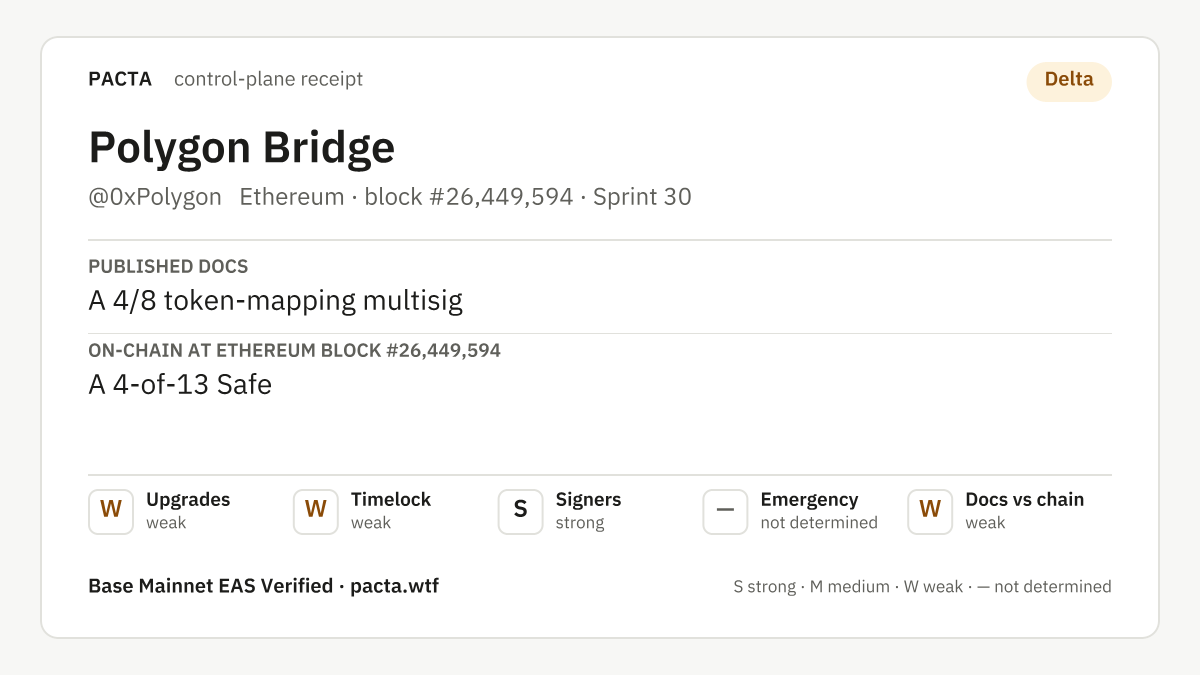 PACTA control-plane receipt
Delta
Polygon Bridge
@0xPolygon Ethereum · block #26,449,594 · Sprint 30
PUBLISHED DOCS
A 4/8 token-mapping multisig
ON-CHAIN AT ETHEREUM BLOCK #26,449,594
A 4-of-13 Safe
W Upgrades
weak
W Timelock
weak
S Signers
strong
— Emergency
not determined
W Docs vs chain
weak
Base Mainnet EAS Verified · pacta.wtf
S strong · M medium · W weak · — not determined